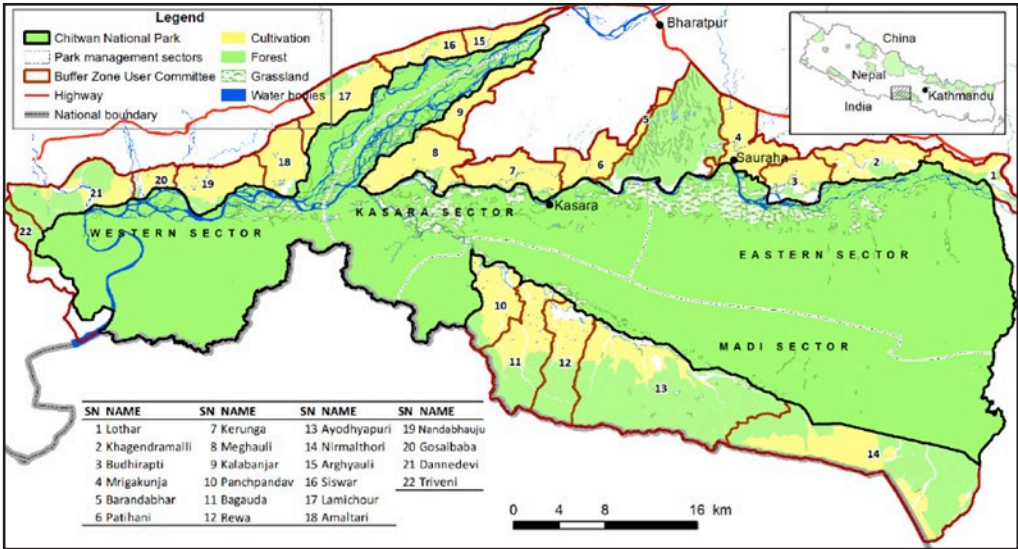 Legend
Chitwan National Park
Park management sectors
Buffer Zone User Committee
Highway
National boundary
Cultivation
Forest
Grassland
Water bodies
Bharatpur
China
Nepal
Kathmandu
India
16 15
17
9
5
4
8
18
7
6
Sauraha
2
3
1
21 20 19
22
Kasara
WESTERN SECTOR
KASARA SECTOR
EASTERN SECTOR
10
11
12
13
MADI SECTOR
14
SN NAME SN NAME SN NAME SN NAME
1 Lothar 7 Kerunga 13 Ayodhyapuri 19 Nandabhauju
2 Khagendramalli 8 Meghauli 14 Nirmalthori 20 Gosaibaba
3 Budhirapti 9 Kalabanjar 15 Arghyauli 21 Dannedevi
4 Mrigakunja 10 Panchpandav 16 Siswar 22 Triveni
5 Barandabhar 11 Bagauda 17 Lamichour
6 Patihani 12 Rewa 18 Amaltari
0 4 8 16 km